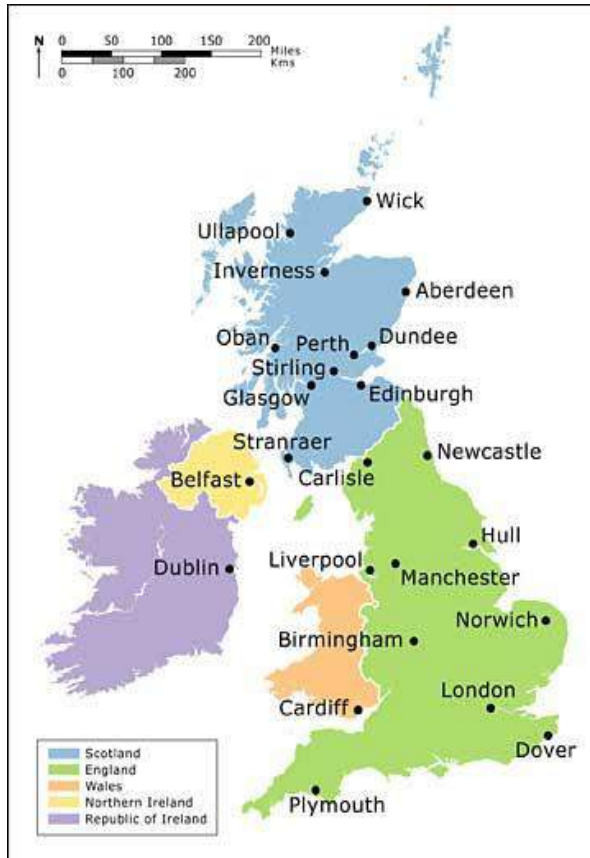 N 0 50 100 150 200 Miles
0 100 200 Kms
Wick
Ullapool
Inverness
Aberdeen
Oban
Perth
Dundee
Stirling
Glasgow
Edinburgh
Stranraer
Newcastle
Belfast
Carlisle
Hull
Dublin
Liverpool
Manchester
Norwich
Birmingham
London
Cardiff
Dover
Plymouth
Scotland
England
Wales
Northern Ireland
Republic of Ireland